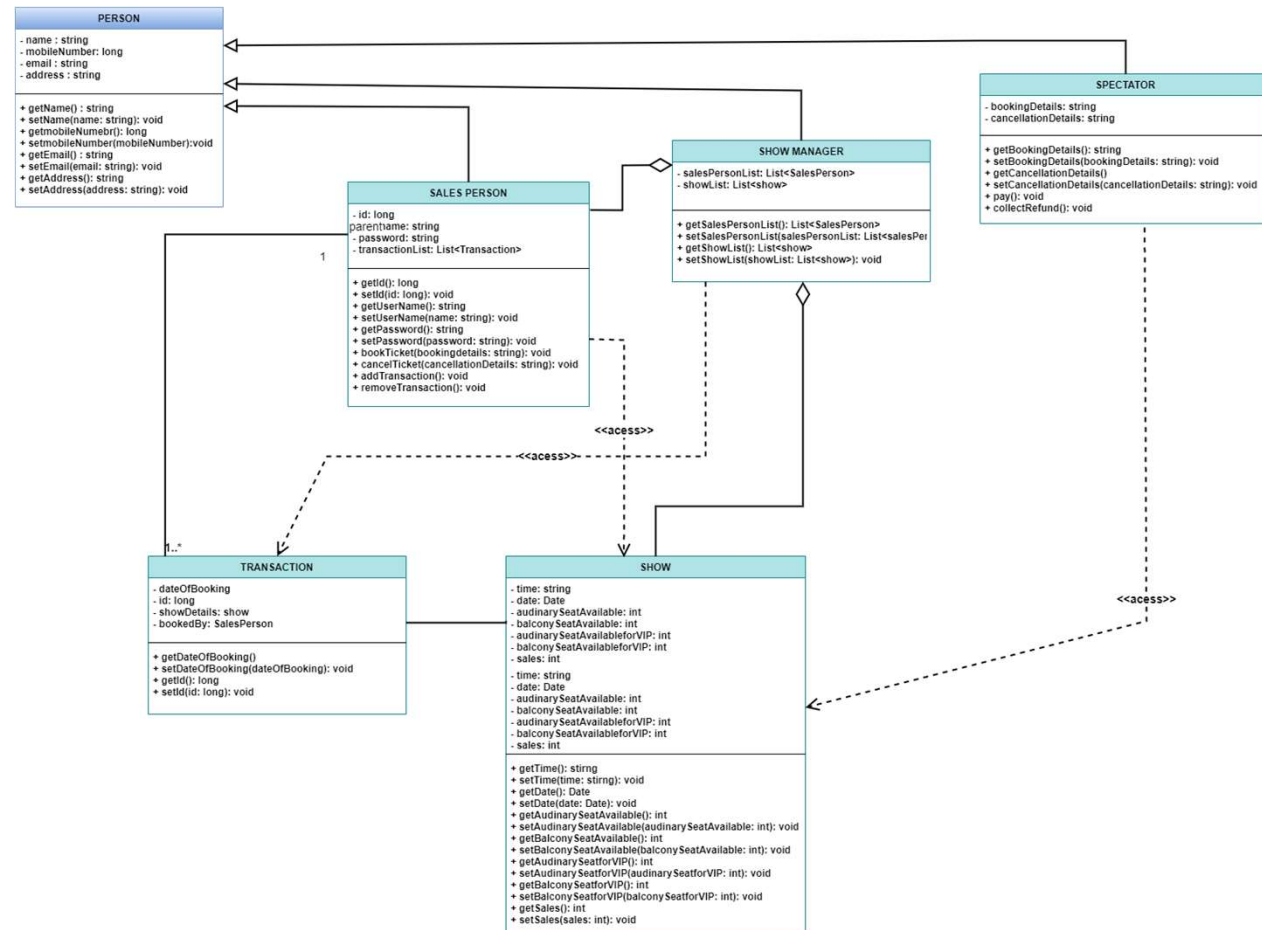 PERSON
- name : string
- mobileNumber: long
- email : string
- address : string
+ getName() : string
+ setName(name: string): void
+ getmobileNumebr(): long
+ setmobileNumber(mobileNumber):void
+ getEmail() : string
+ setEmail(email: string): void
+ getAddress(): string
+ setAddress(address: string): void
SPECTATOR
- bookingDetails: string
- cancellationDetails: string
+ getBookingDetails(): string
+ setBookingDetails(bookingDetails: string): void
+ getCancellationDetails()
+ setCancellationDetails(cancellationDetails: string): void
+ pay(): void
+ collectRefund(): void
SHOW MANAGER
- salesPersonList: List<SalesPerson>
- showList: List<show>
+ getSalesPersonList(): List<SalesPerson>
+ setSalesPersonList(salesPersonList: List<salesPer
+ getShowList(): List<show>
+ setShowList(showList: List<show>): void
SALES PERSON
- id: long
parentname: string
- password: string
- transactionList: List<Transaction>
+ getId(): long
+ setId(id: long): void
+ getUserName(): string
+ setUserName(name: string): void
+ getPassword(): string
+ setPassword(password: string): void
+ bookTicket(bookingdetails: string): void
+ cancelTicket(cancellationDetails: string): void
+ addTransaction(): void
+ removeTransaction(): void
1
<<acess>>
<<acess>>
1..*
<<acess>>
TRANSACTION
- dateOfBooking
- id: long
- showDetails: show
- bookedBy: SalesPerson
+ getDateOfBooking()
+ setDateOfBooking(dateOfBooking): void
+ getId(): long
+ setId(id: long): void
SHOW
- time: string
- date: Date
- audinarySeatAvailable: int
- balconySeatAvailable: int
- audinarySeatAvailableforVIP: int
- balconySeatAvailableforVIP: int
- sales: int
- time: string
- date: Date
- audinarySeatAvailable: int
- balconySeatAvailable: int
- audinarySeatAvailableforVIP: int
- balconySeatAvailableforVIP: int
- sales: int
+ getTime(): stirng
+ setTime(time: stirng): void
+ getDate(): Date
+ setDate(date: Date): void
+ getAudinarySeatAvailable(): int
+ setAudinarySeatAvailable(audinarySeatAvailable: int): void
+ getBalconySeatAvailable(): int
+ setBalconySeatAvailable(balconySeatAvailable: int): void
+ getAudinarySeatforVIP(): int
+ setAudinarySeatforVIP(audinarySeatforVIP: int): void
+ getBalconySeatforVIP(): int
+ setBalconySeatforVIP(balconySeatforVIP: int): void
+ getSales(): int
+ setSales(sales: int): void